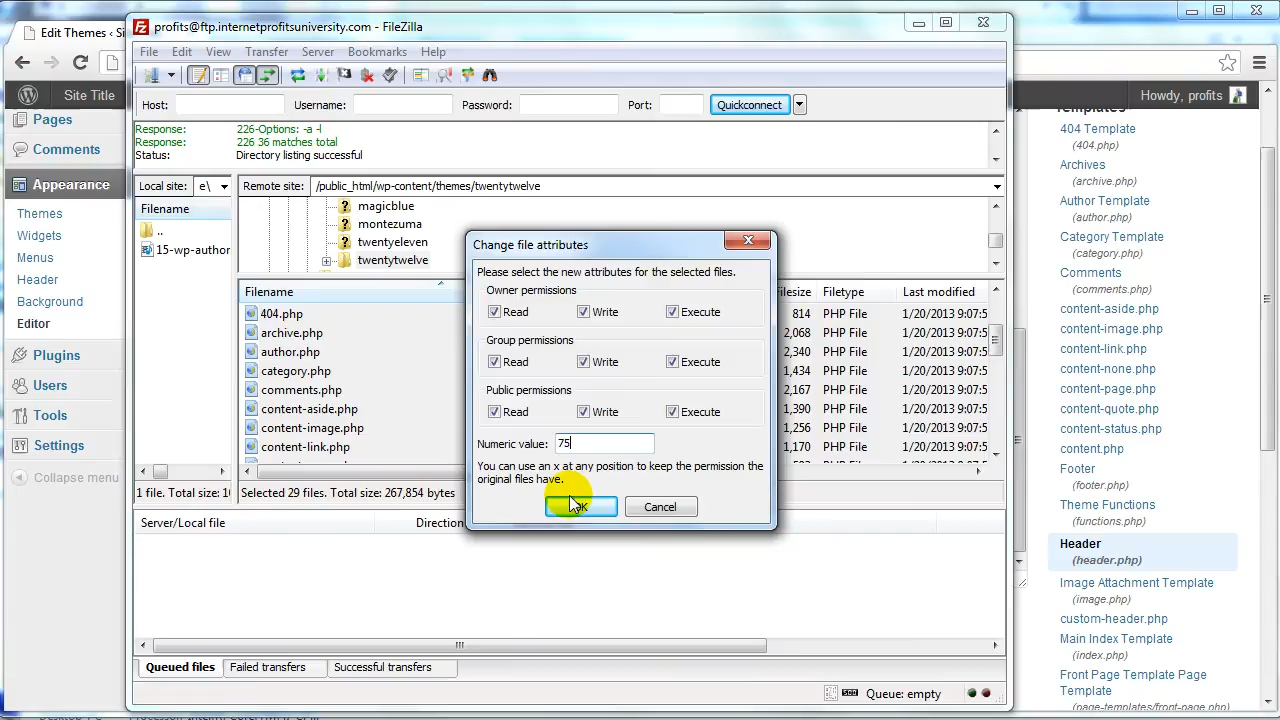 Edit Themes ‹ Si
profits@ftp.internetprofitsuniversity.com - FileZilla
File Edit View Transfer Server Bookmarks Help
Site Title
Howdy, profits
Host: Username: Password: Port: Quickconnect
Response: 226-Options: -a -l
Response: 226 36 matches total
Status: Directory listing successful
Local site: e\
Remote site: /public_html/wp-content/themes/twentytwelve
Filename
..
15-wp-author
magicblue
montezuma
twentyeleven
twentytwelve
Filename Filesize Filetype Last modified
404.php 814 PHP File 1/20/2013 9:07:5
archive.php 2,068 PHP File 1/20/2013 9:07:5
author.php 2,340 PHP File 1/20/2013 9:07:5
category.php 1,434 PHP File 1/20/2013 9:07:5
comments.php 2,167 PHP File 1/20/2013 9:07:5
content-aside.php 1,390 PHP File 1/20/2013 9:07:5
content-image.php 1,276 PHP File 1/20/2013 9:07:5
content-link.php 1,170 PHP File 1/20/2013 9:07:5
1 file. Total size: 1
Selected 29 files. Total size: 267,854 bytes
Server/Local file Direction
Queued files Failed transfers Successful transfers
Queue: empty
Change file attributes
Please select the new attributes for the selected files.
Owner permissions
Read Write Execute
Group permissions
Read Write Execute
Public permissions
Read Write Execute
Numeric value: 75
You can use an x at any position to keep the permission the
original files have.
OK Cancel
Pages
Comments
Appearance
Themes
Widgets
Menus
Header
Background
Editor
Plugins
Users
Tools
Settings
Collapse menu
Templates
404 Template
(404.php)
Archives
(archive.php)
Author Template
(author.php)
Category Template
(category.php)
Comments
(comments.php)
content-aside.php
content-image.php
content-link.php
content-none.php
content-page.php
content-quote.php
content-status.php
content.php
Footer
(footer.php)
Theme Functions
(functions.php)
Header
(header.php)
Image Attachment Template
(image.php)
custom-header.php
Main Index Template
(index.php)
Front Page Template Page
Template
(page-templates/front-page.php)